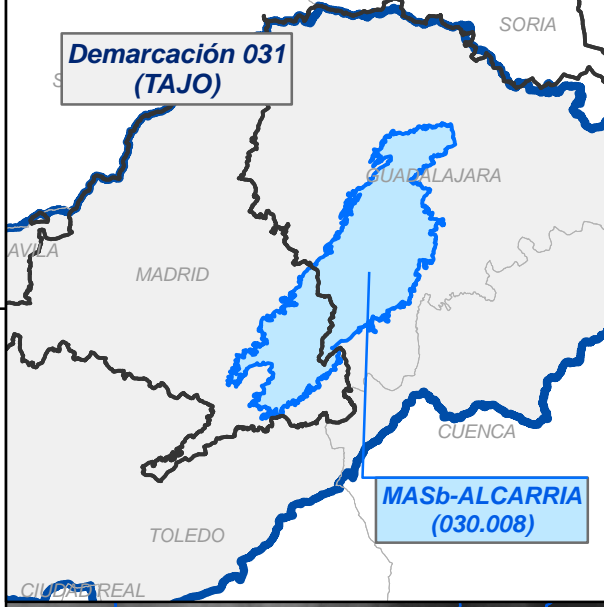 SORIA
Demarcación 031
(TAJO)
GUADALAJARA
AVILA
MADRID
CUENCA
MASb-ALCARRIA
(030.008)
TOLEDO
CIUDAD REAL